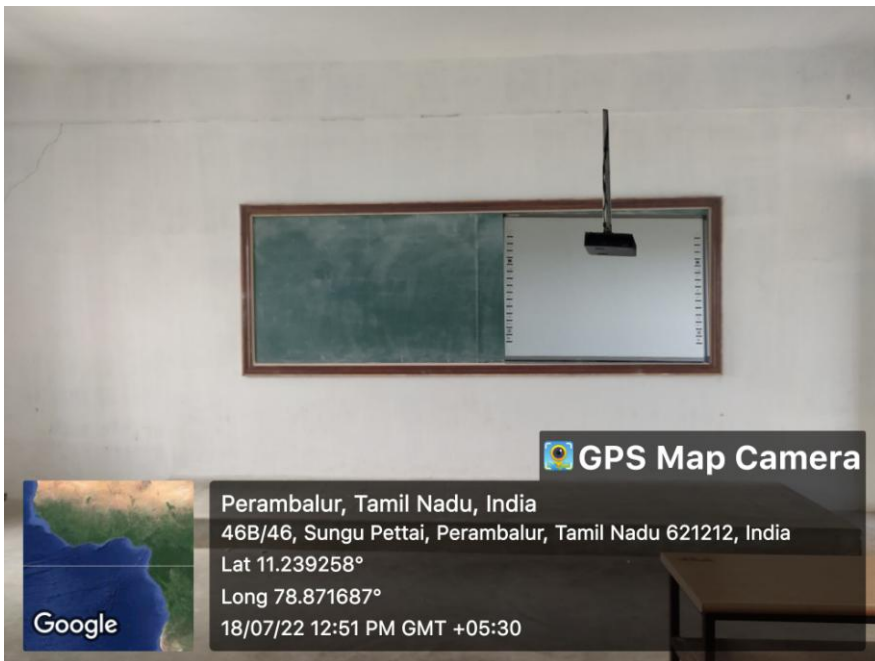 GPS Map Camera
Perambalur, Tamil Nadu, India
46B/46, Sungu Pettai, Perambalur, Tamil Nadu 621212, India
Lat 11.239258°
Long 78.871687°
18/07/22 12:51 PM GMT +05:30
Google